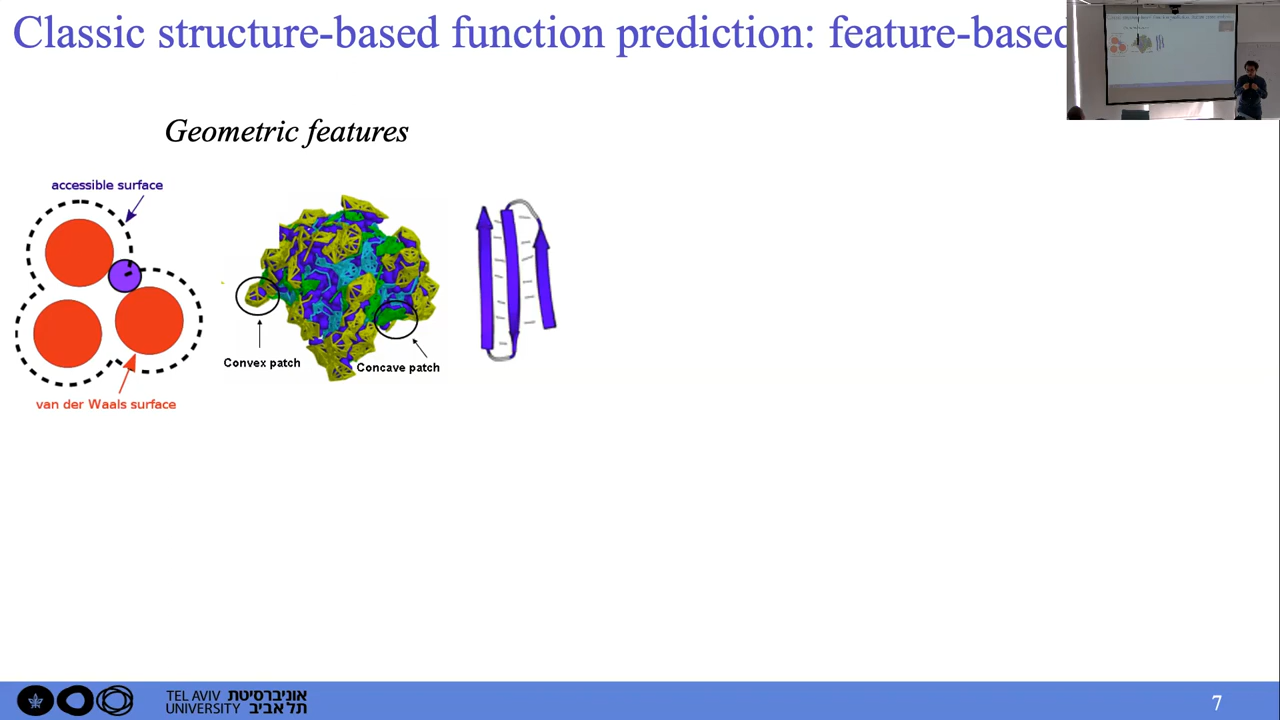 Classic structure-based function prediction: feature-based
Geometric features
accessible surface
Convex patch
Concave patch
van der Waals surface
TEL AVIV אוניברסיטת
UNIVERSITY תל אביב
7